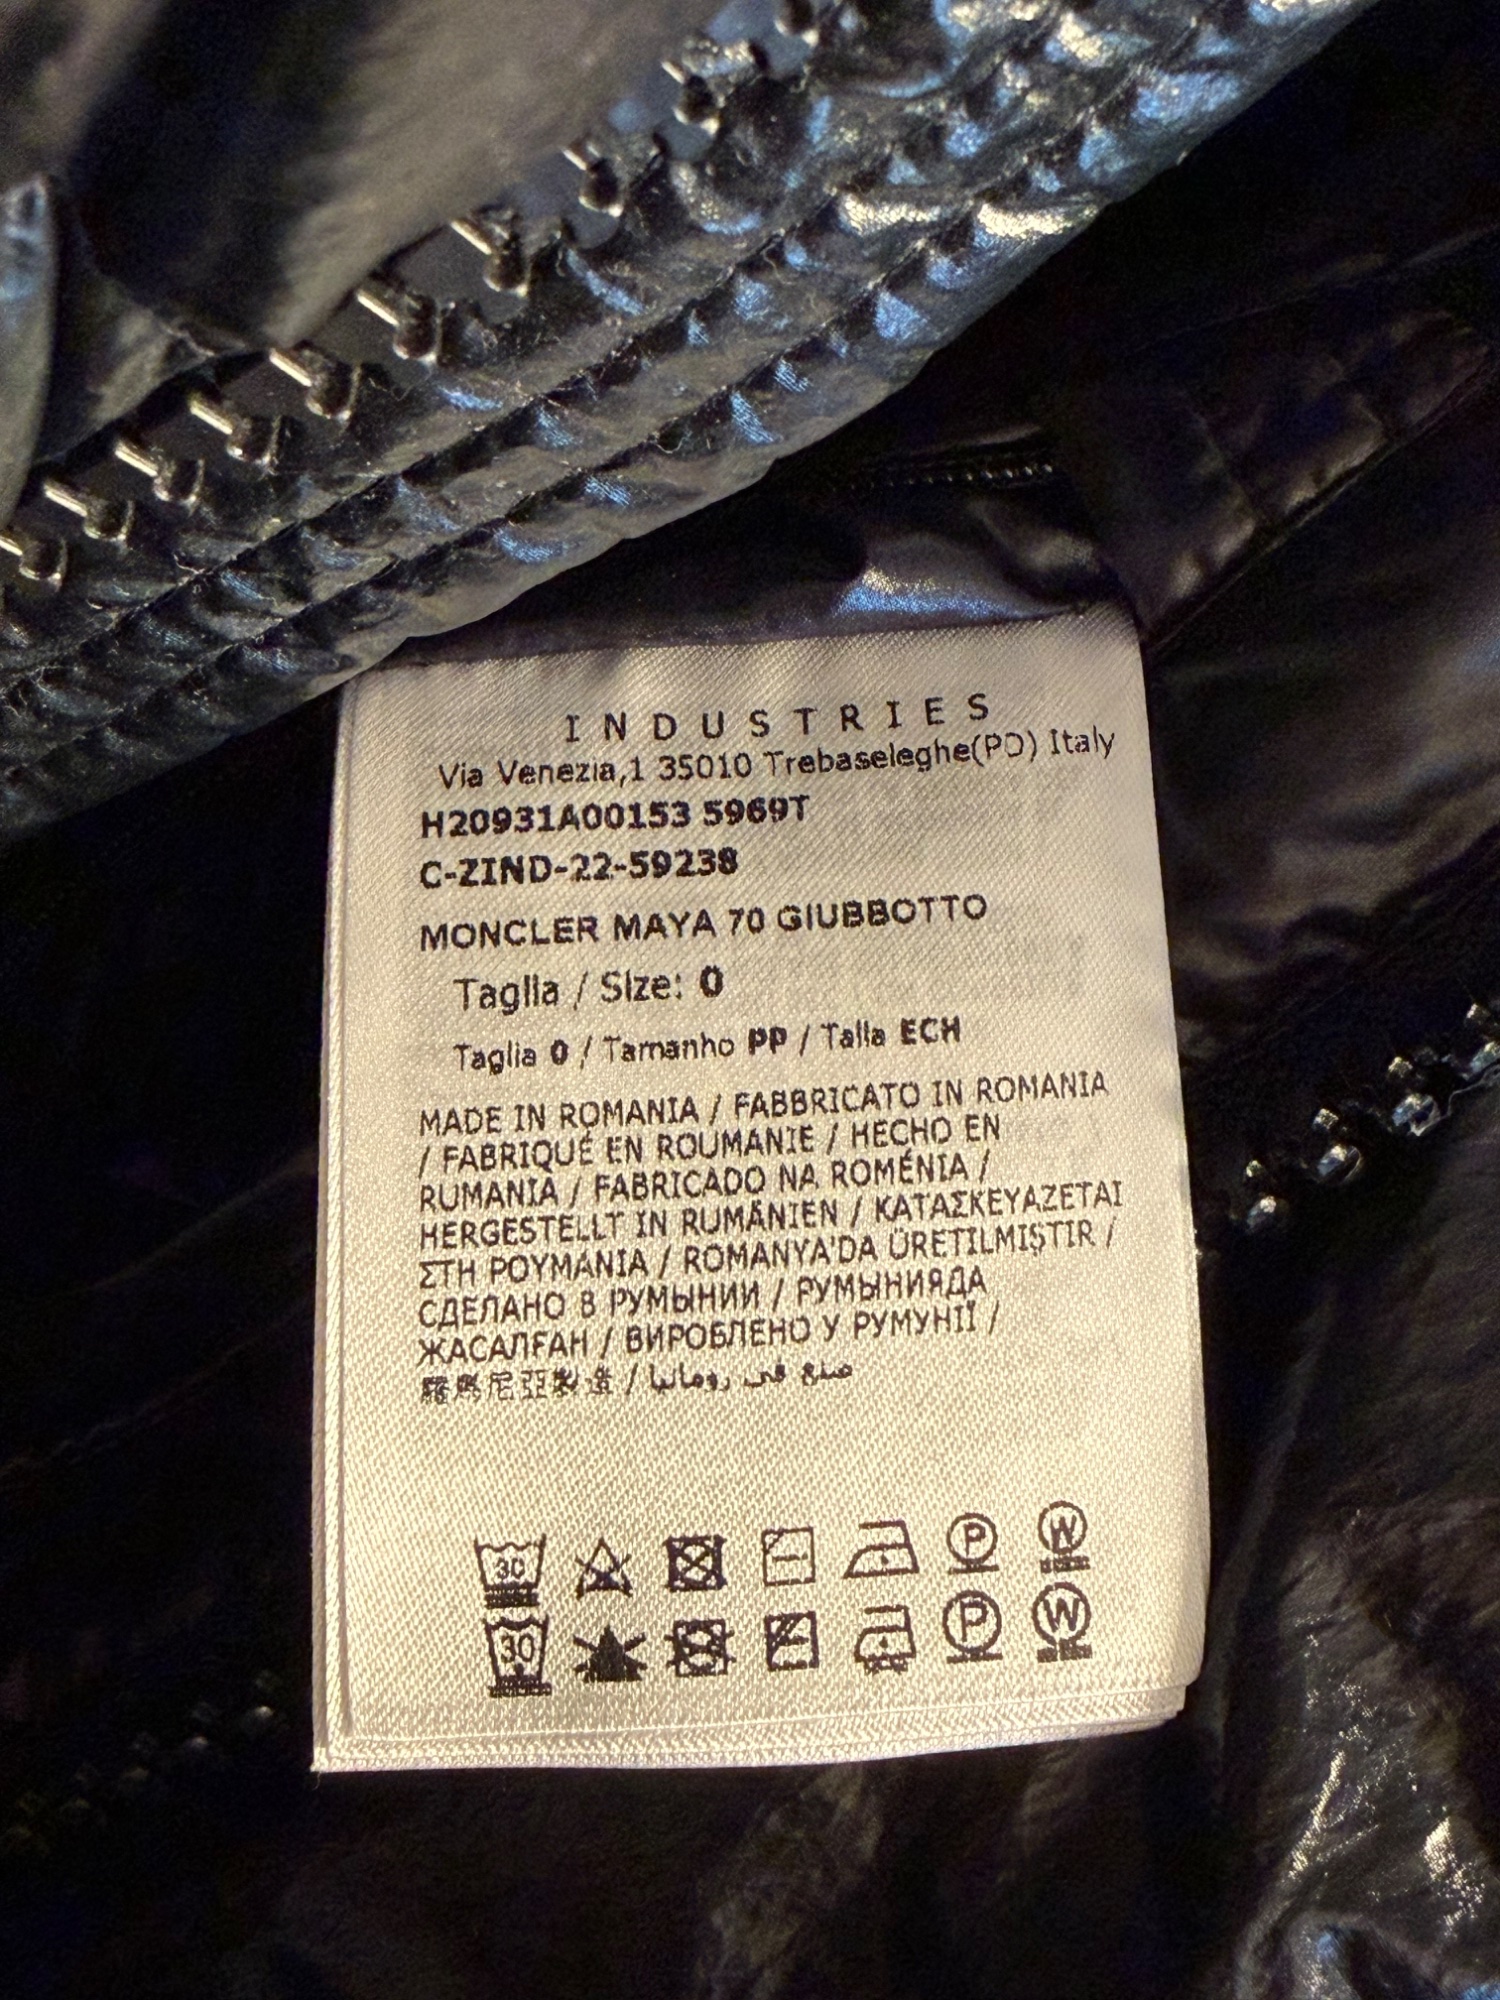 INDUSTRIES
Via Venezia,1 35010 Trebaseleghe(PD) Italy
H20931A00153 5969T
C-ZIND-22-59238
MONCLER MAYA 70 GIUBBOTTO
Taglia / Size: 0
Taglia 0 / Tamanho PP / Talla ECH
MADE IN ROMANIA / FABBRICATO IN ROMANIA
/ FABRIQUÉ EN ROUMANIE / HECHO EN
RUMANIA / FABRICADO NA ROMÉNIA /
HERGESTELLT IN RUMÄNIEN / ΚΑΤΑΣΚΕΥΑΖΕΤΑΙ
ΣΤΗ ΡΟΥΜΑΝΙΑ / ROMANYA'DA ÜRETILMIŞTIR /
СДЕЛАНО В РУМЫНИИ / РУМЫНИЯДА
ЖАСАЛҒАН / ВИРОБЛЕНО У РУМУНІЇ /
羅馬尼亞製造 / صنع في رومانيا
30 P W
30 P W